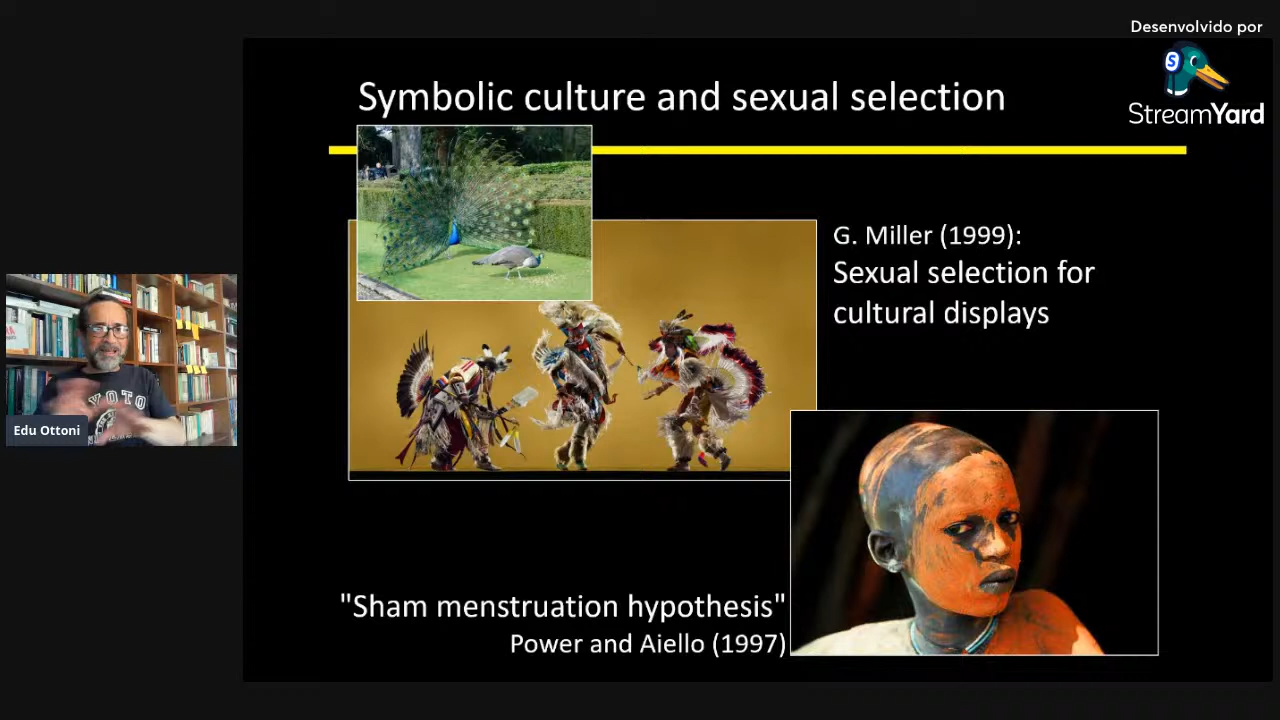 Desenvolvido por
StreamYard
Symbolic culture and sexual selection
G. Miller (1999):
Sexual selection for
cultural displays
Edu Ottoni
"Sham menstruation hypothesis"
Power and Aiello (1997)